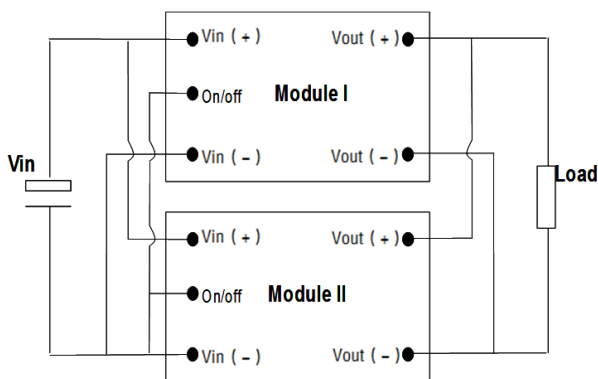 Vin ( + )
Vout ( + )
On/off
Module I
Vin ( − )
Vout ( − )
Vin
Load
Vin ( + )
Vout ( + )
On/off
Module II
Vin ( − )
Vout ( − )